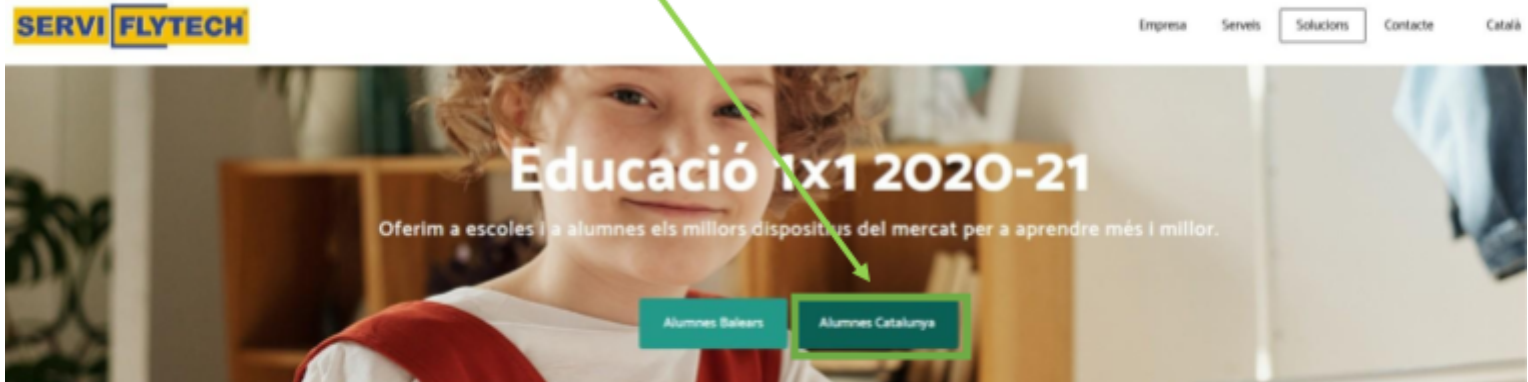 SERVI FLYTECH
Empresa Serveis Solucions Contacte Català
Educació 1x1 2020-21
Oferim a escoles i a alumnes els millors dispositius del mercat per a aprendre més i millor.
Alumnes Balears Alumnes Catalunya